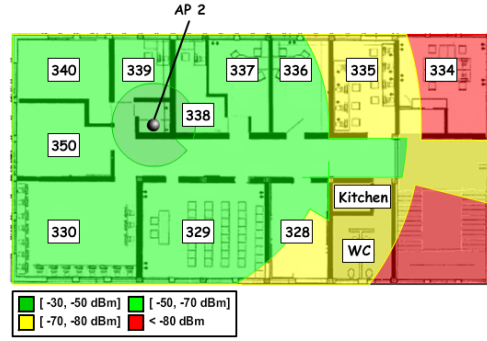 AP 2
340
339
337
336
335
334
338
350
Kitchen
330
329
328
WC
[ -30, -50 dBm] [ -50, -70 dBm]
[ -70, -80 dBm] < -80 dBm